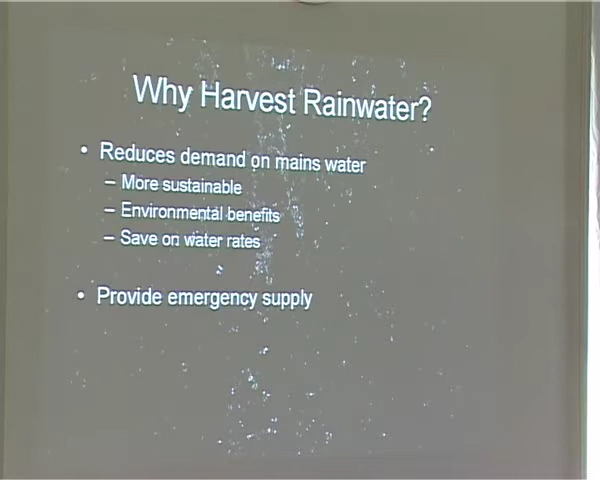 Why Harvest Rainwater?
• Reduces demand on mains water
– More sustainable
– Environmental benefits
– Save on water rates
• Provide emergency supply